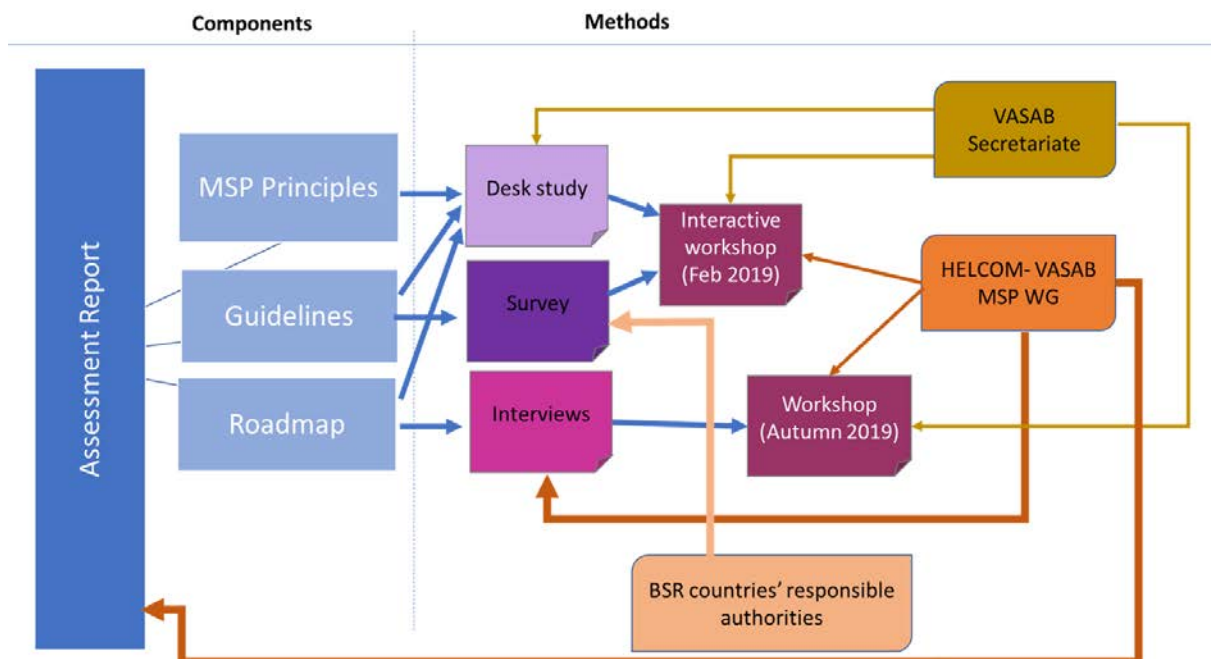 Components
Methods
Assessment Report
MSP Principles
Guidelines
Roadmap
Desk study
Survey
Interviews
Interactive
workshop
(Feb 2019)
Workshop
(Autumn 2019)
VASAB
Secretariate
HELCOM- VASAB
MSP WG
BSR countries’ responsible
authorities